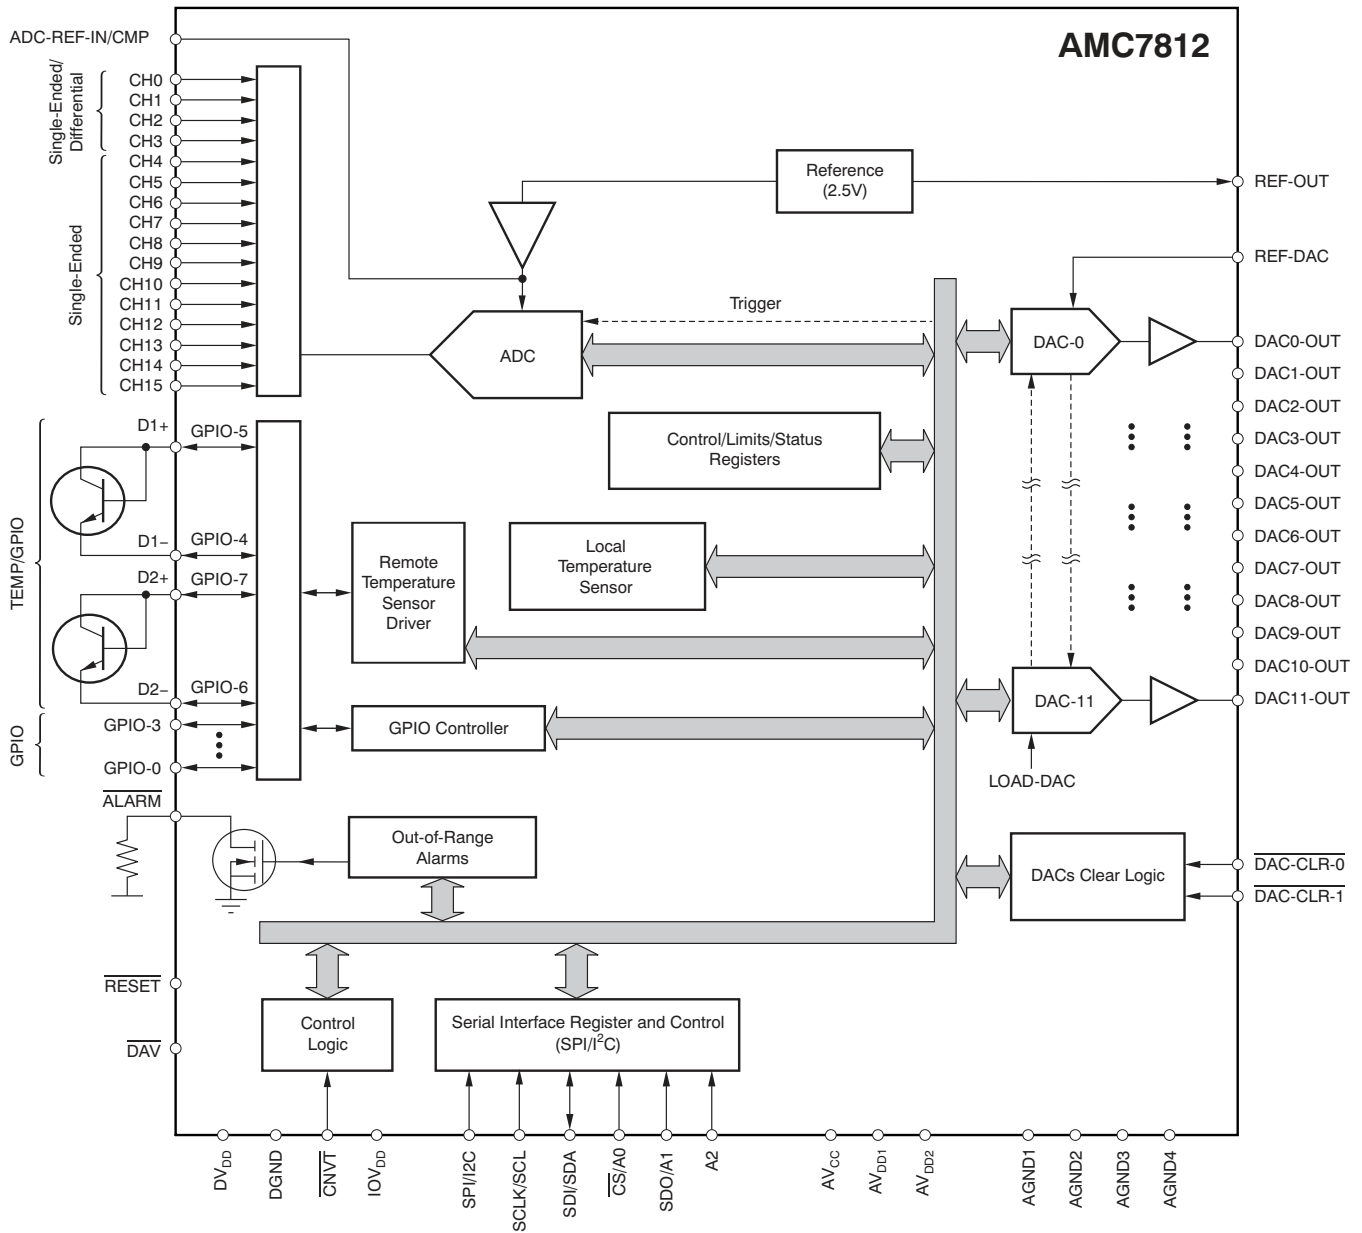 AMC7812
ADC-REF-IN/CMP
Single-Ended/
Differential
CH0
CH1
CH2
CH3
Single-Ended
CH4
CH5
CH6
CH7
CH8
CH9
CH10
CH11
CH12
CH13
CH14
CH15
Reference
(2.5V)
REF-OUT
REF-DAC
Trigger
ADC
DAC-0
DAC0-OUT
DAC1-OUT
DAC2-OUT
DAC3-OUT
DAC4-OUT
DAC5-OUT
DAC6-OUT
DAC7-OUT
DAC8-OUT
DAC9-OUT
DAC10-OUT
DAC11-OUT
Control/Limits/Status
Registers
TEMP/GPIO
D1+
GPIO-5
D1−
GPIO-4
D2+
GPIO-7
D2−
GPIO-6
Remote
Temperature
Sensor
Driver
Local
Temperature
Sensor
GPIO
GPIO-3
GPIO-0
GPIO Controller
DAC-11
LOAD-DAC
ALARM
Out-of-Range
Alarms
DACs Clear Logic
DAC-CLR-0
DAC-CLR-1
RESET
DAV
Control
Logic
Serial Interface Register and Control
(SPI/I²C)
DVDD
DGND
CNVT
IOVDD
SPI/I2C
SCLK/SCL
SDI/SDA
CS/A0
SDO/A1
A2
AVCC
AVDD1
AVDD2
AGND1
AGND2
AGND3
AGND4